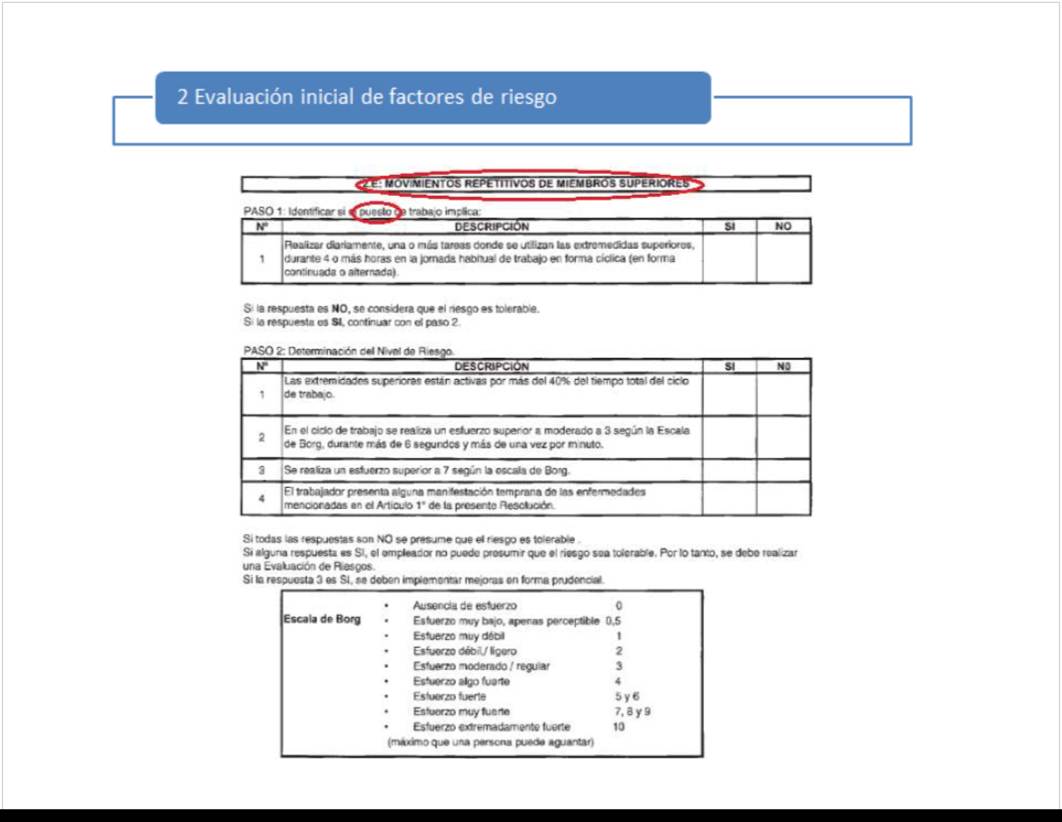 2 Evaluación inicial de factores de riesgo
2.E: MOVIMIENTOS REPETITIVOS DE MIEMBROS SUPERIORES
PASO 1: Identificar si el puesto de trabajo implica:
Nº DESCRIPCIÓN SI NO
Realizar diariamente, una o más tareas donde se utilizan las extremedidas superiores,
1 durante 4 o más horas en la jornada habitual de trabajo en forma cíclica (en forma
continuada o alternada).
Si la respuesta es NO, se considera que el riesgo es tolerable.
Si la respuesta es SI, continuar con el paso 2.
PASO 2: Determinación del Nivel de Riesgo.
Nº DESCRIPCIÓN SI NO
1 Las extremidades superiores están activas por más del 40% del tiempo total del ciclo
de trabajo.
2 En el ciclo de trabajo se realiza un esfuerzo superior a moderado a 3 según la Escala
de Borg, durante más de 6 segundos y más de una vez por minuto.
3 Se realiza un esfuerzo superior a 7 según la escala de Borg.
4 El trabajador presenta alguna manifestación temprana de las enfermedades
mencionadas en el Artículo 1° de la presente Resolución.
Si todas las respuestas son NO se presume que el riesgo es tolerable .
Si alguna respuesta es SI, el empleador no puede presumir que el riesgo sea tolerable. Por lo tanto, se debe realizar
una Evaluación de Riesgos.
Si la respuesta 3 es SI, se deben implementar mejoras en forma prudencial.
• Ausencia de esfuerzo 0
Escala de Borg • Esfuerzo muy bajo, apenas perceptible 0,5
• Esfuerzo muy débil 1
• Esfuerzo débil,/ ligero 2
• Esfuerzo moderado / regular 3
• Esfuerzo algo fuerte 4
• Esfuerzo fuerte 5 y 6
• Esfuerzo muy fuerte 7, 8 y 9
• Esfuerzo extremadamente fuerte 10
(máximo que una persona puede aguantar)